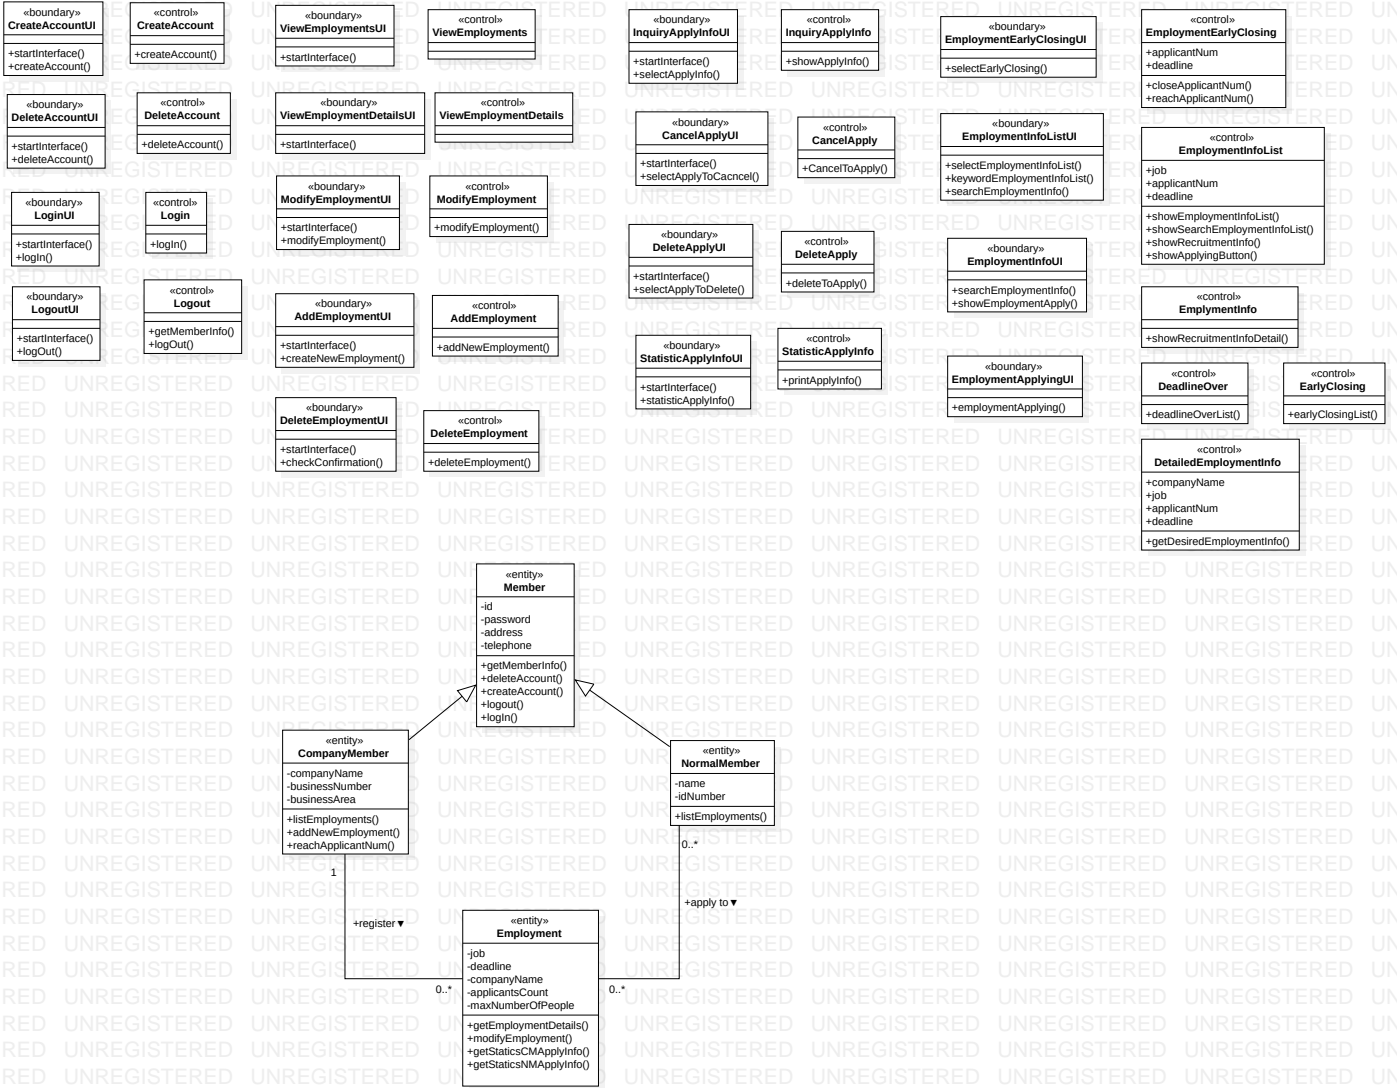 «boundary»
CreateAccountUI
+startInterface()
+createAccount()
«control»
CreateAccount
+createAccount()
«boundary»
ViewEmploymentsUI
+startInterface()
«control»
ViewEmployments
«boundary»
InquiryApplyInfoUI
+startInterface()
+selectApplyInfo()
«control»
InquiryApplyInfo
+showApplyInfo()
«boundary»
EmploymentEarlyClosingUI
+selectEarlyClosing()
«control»
EmploymentEarlyClosing
+applicantNum
+deadline
+closeApplicantNum()
+reachApplicantNum()
«boundary»
DeleteAccountUI
+startInterface()
+deleteAccount()
«control»
DeleteAccount
+deleteAccount()
«boundary»
ViewEmploymentDetailsUI
+startInterface()
«control»
ViewEmploymentDetails
«boundary»
CancelApplyUI
+startInterface()
+selectApplyToCacncel()
«control»
CancelApply
+CancelToApply()
«boundary»
EmploymentInfoListUI
+selectEmploymentInfoList()
+keywordEmploymentInfoList()
+searchEmploymentInfo()
«control»
EmploymentInfoList
+job
+applicantNum
+deadline
+showEmploymentInfoList()
+showSearchEmploymentInfoList()
+showRecruitmentInfo()
+showApplyingButton()
«boundary»
LoginUI
+startInterface()
+logIn()
«control»
Login
+logIn()
«boundary»
ModifyEmploymentUI
+startInterface()
+modifyEmployment()
«control»
ModifyEmployment
+modifyEmployment()
«boundary»
DeleteApplyUI
+startInterface()
+selectApplyToDelete()
«control»
DeleteApply
+deleteToApply()
«boundary»
EmploymentInfoUI
+searchEmploymentInfo()
+showEmploymentApply()
«control»
EmplymentInfo
+showRecruitmentInfoDetail()
«boundary»
LogoutUI
+startInterface()
+logOut()
«control»
Logout
+getMemberInfo()
+logOut()
«boundary»
AddEmploymentUI
+startInterface()
+createNewEmployment()
«control»
AddEmployment
+addNewEmployment()
«boundary»
StatisticApplyInfoUI
+startInterface()
+statisticApplyInfo()
«control»
StatisticApplyInfo
+printApplyInfo()
«boundary»
EmploymentApplyingUI
+employmentApplying()
«control»
DeadlineOver
+deadlineOverList()
«control»
EarlyClosing
+earlyClosingList()
«boundary»
DeleteEmploymentUI
+startInterface()
+checkConfirmation()
«control»
DeleteEmployment
+deleteEmployment()
«control»
DetailedEmploymentInfo
+companyName
+job
+applicantNum
+deadline
+getDesiredEmploymentInfo()
«entity»
Member
-id
-password
-address
-telephone
+getMemberInfo()
+deleteAccount()
+createAccount()
+logout()
+logIn()
«entity»
CompanyMember
-companyName
-businessNumber
-businessArea
+listEmployments()
+addNewEmployment()
+reachApplicantNum()
«entity»
NormalMember
-name
-idNumber
+listEmployments()
1
+register▼
0..*
0..*
+apply to▼
0..*
«entity»
Employment
-job
-deadline
-companyName
-applicantsCount
-maxNumberOfPeople
+getEmploymentDetails()
+modifyEmployment()
+getStaticsCMApplyInfo()
+getStaticsNMApplyInfo()
UNREGISTERED